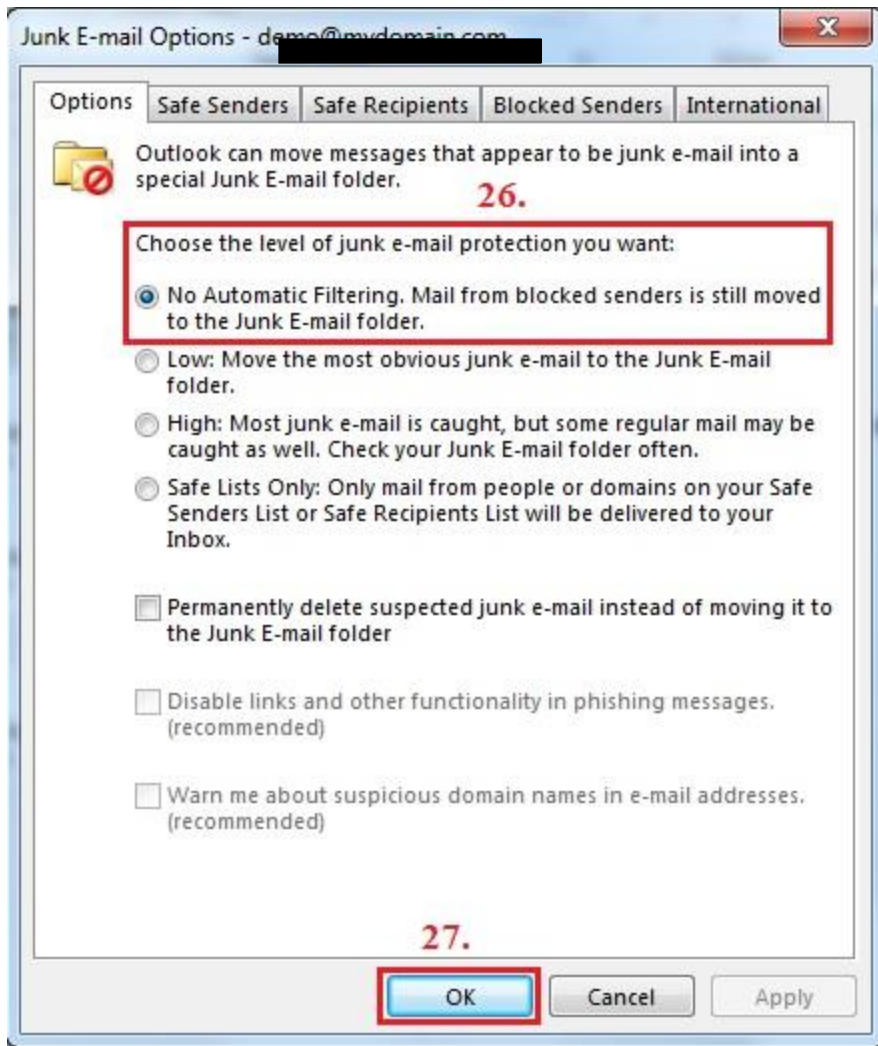 Junk E-mail Options - demo@mydomain.com
Options Safe Senders Safe Recipients Blocked Senders International
Outlook can move messages that appear to be junk e-mail into a
special Junk E-mail folder.
26.
Choose the level of junk e-mail protection you want:
No Automatic Filtering. Mail from blocked senders is still moved
to the Junk E-mail folder.
Low: Move the most obvious junk e-mail to the Junk E-mail
folder.
High: Most junk e-mail is caught, but some regular mail may be
caught as well. Check your Junk E-mail folder often.
Safe Lists Only: Only mail from people or domains on your Safe
Senders List or Safe Recipients List will be delivered to your
Inbox.
Permanently delete suspected junk e-mail instead of moving it to
the Junk E-mail folder
Disable links and other functionality in phishing messages.
(recommended)
Warn me about suspicious domain names in e-mail addresses.
(recommended)
27.
OK Cancel Apply